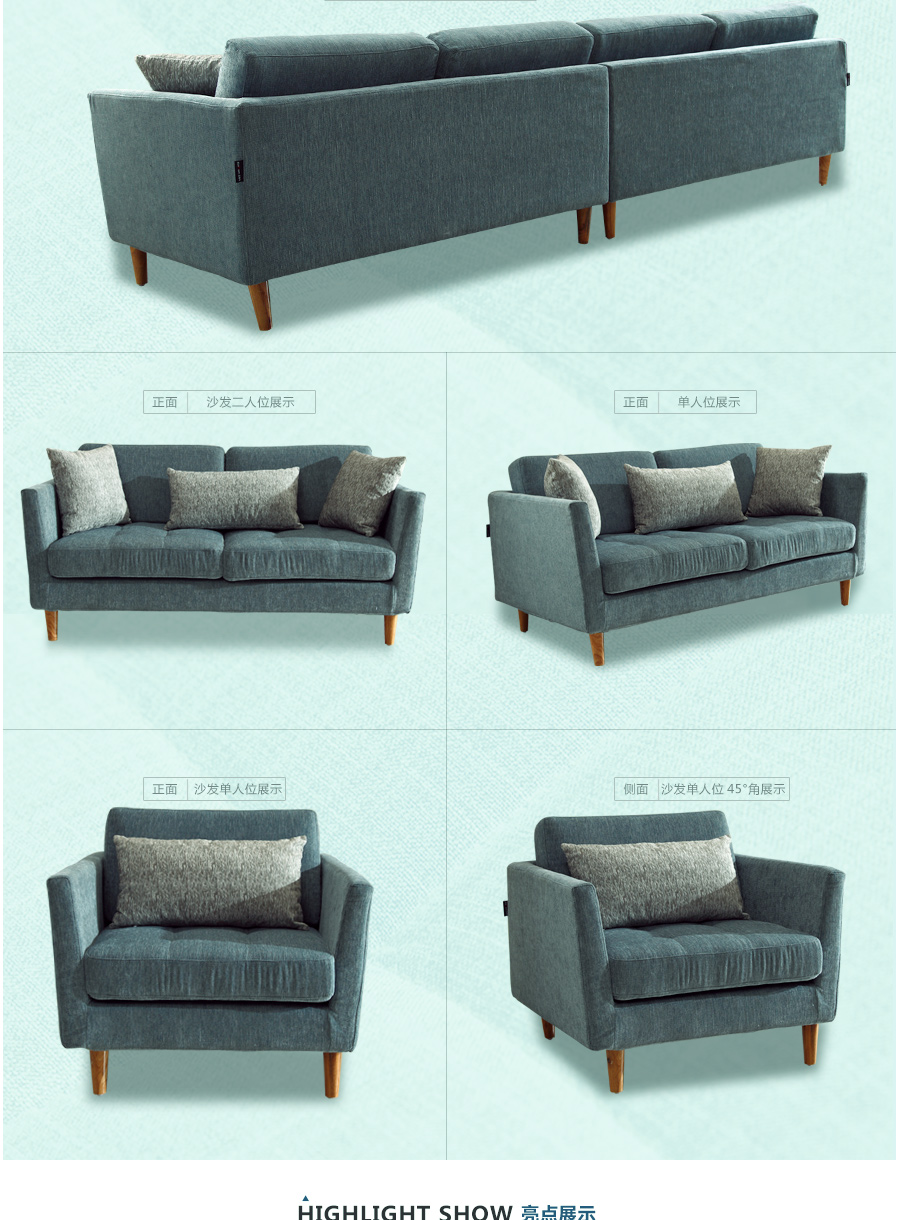 正面 沙发二人位展示
正面 单人位展示
正面 沙发单人位展示
侧面 沙发单人位 45°角展示
HIGHLIGHT SHOW 亮点展示